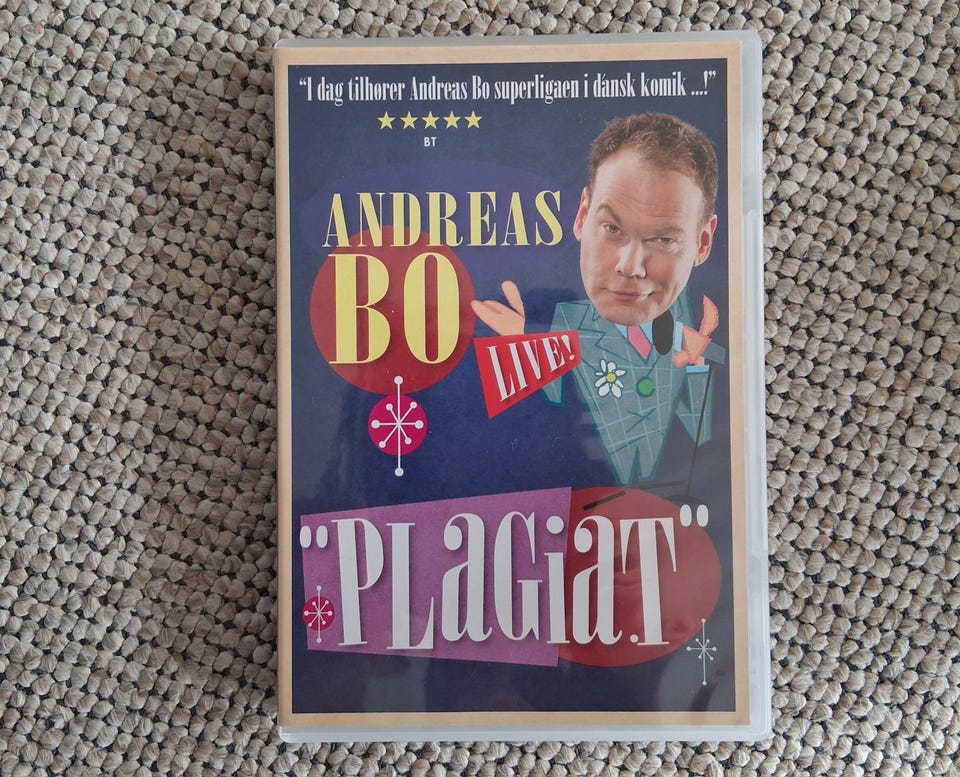 "I dag tilhører Andreas Bo superligaen i dansk komik ...!"
BT
ANDREAS
BO
LIVE!
"PLAGiaT"